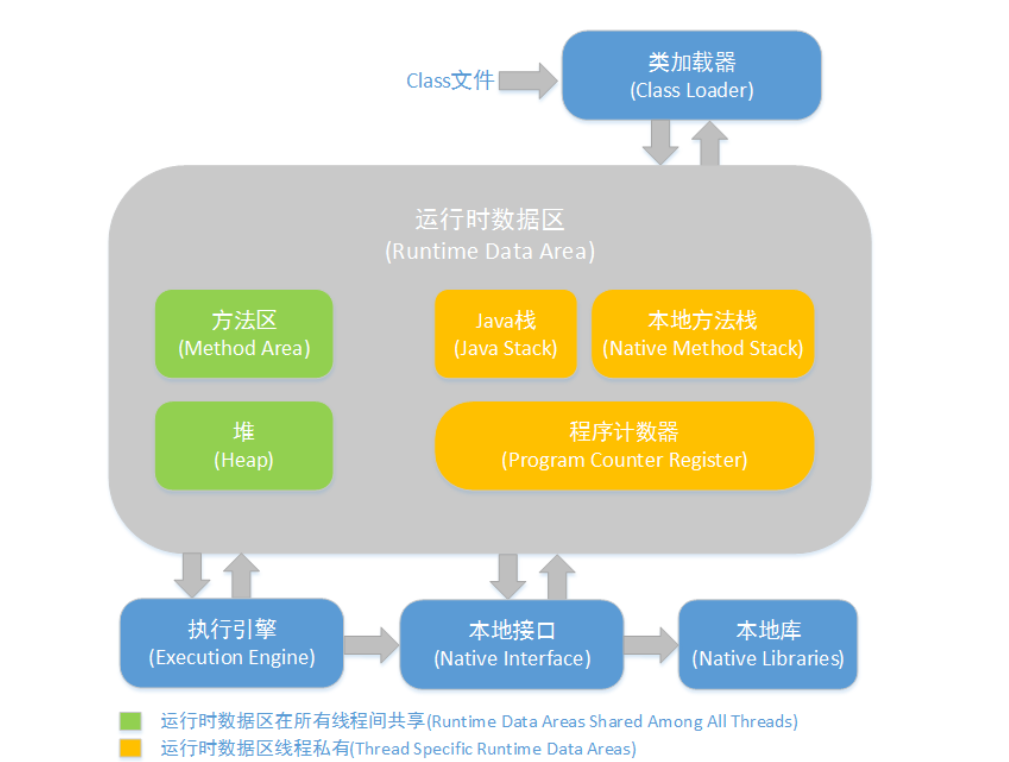 Class文件
类加载器
(Class Loader)
运行时数据区
(Runtime Data Area)
方法区
(Method Area)
Java栈
(Java Stack)
本地方法栈
(Native Method Stack)
堆
(Heap)
程序计数器
(Program Counter Register)
执行引擎
(Execution Engine)
本地接口
(Native Interface)
本地库
(Native Libraries)
运行时数据区在所有线程间共享(Runtime Data Areas Shared Among All Threads)
运行时数据区线程私有(Thread Specific Runtime Data Areas)